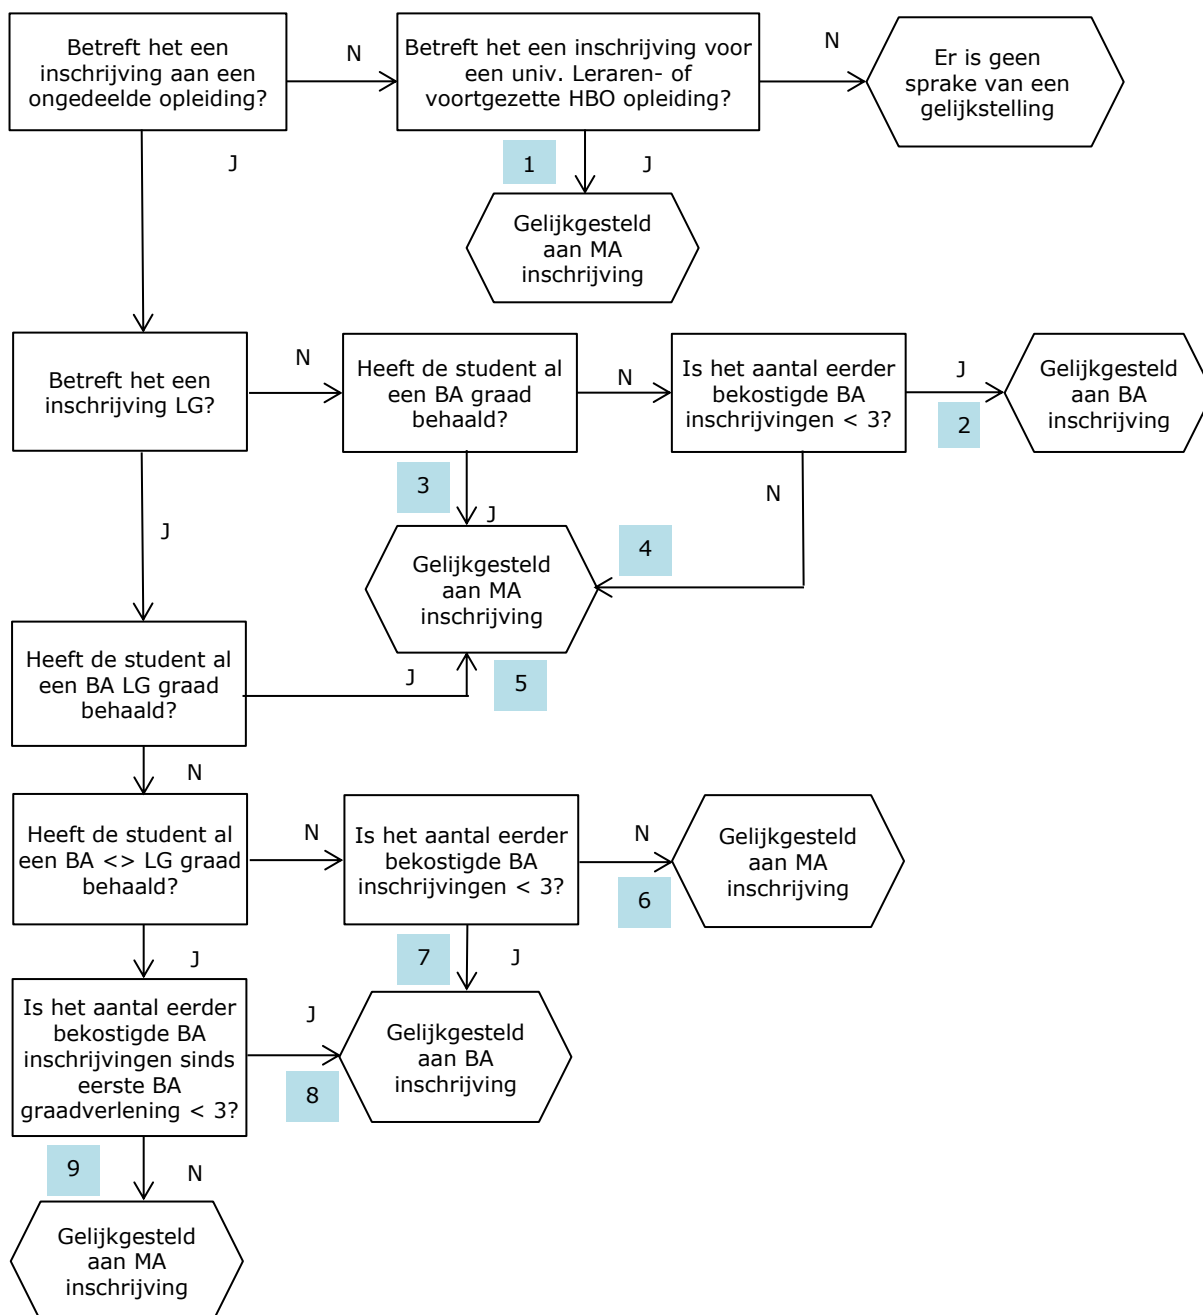 Betreft het een
inschrijving aan een
ongedeelde opleiding?
N
Betreft het een inschrijving voor
een univ. Leraren- of
voortgezette HBO opleiding?
N
Er is geen
sprake van een
gelijkstelling
J
1
J
Gelijkgesteld
aan MA
inschrijving
Betreft het een
inschrijving LG?
N
Heeft de student al
een BA graad
behaald?
N
Is het aantal eerder
bekostigde BA
inschrijvingen < 3?
J
2
Gelijkgesteld
aan BA
inschrijving
J
3
J
N
4
Gelijkgesteld
aan MA
inschrijving
Heeft de student al
een BA LG graad
behaald?
J
5
N
Heeft de student al
een BA <> LG graad
behaald?
N
Is het aantal eerder
bekostigde BA
inschrijvingen < 3?
N
6
Gelijkgesteld
aan MA
inschrijving
J
7
J
Is het aantal eerder
bekostigde BA
inschrijvingen sinds
eerste BA
graadverlening < 3?
J
8
Gelijkgesteld
aan BA
inschrijving
9
N
Gelijkgesteld
aan MA
inschrijving